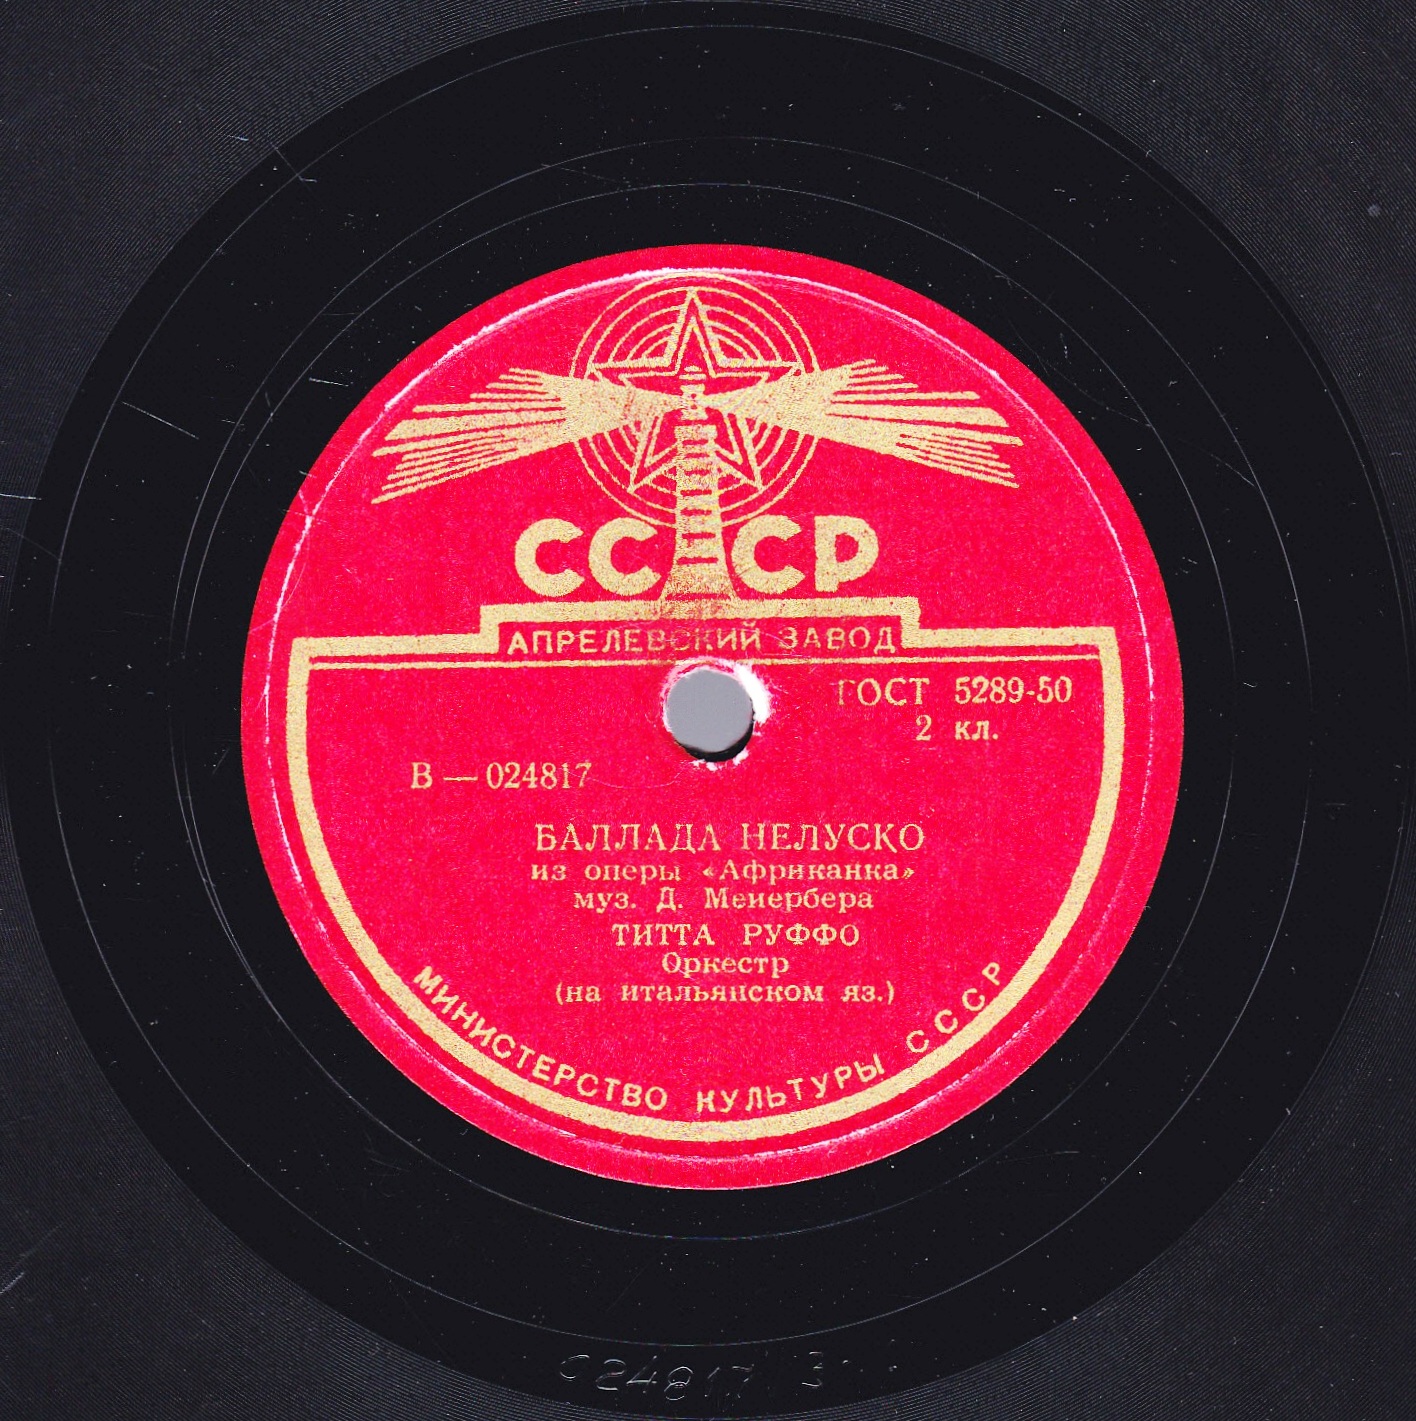 СССР
АПРЕЛЕВСКИЙ ЗАВОД
ГОСТ 5289-50
2 кл.
В — 024817
БАЛЛАДА НЕЛУСКО
из оперы «Африканка»
муз. Д. Мейербера
ТИТТА РУФФО
Оркестр
(на итальянском яз.)
МИНИСТЕРСТВО КУЛЬТУРЫ СССР
024817 3